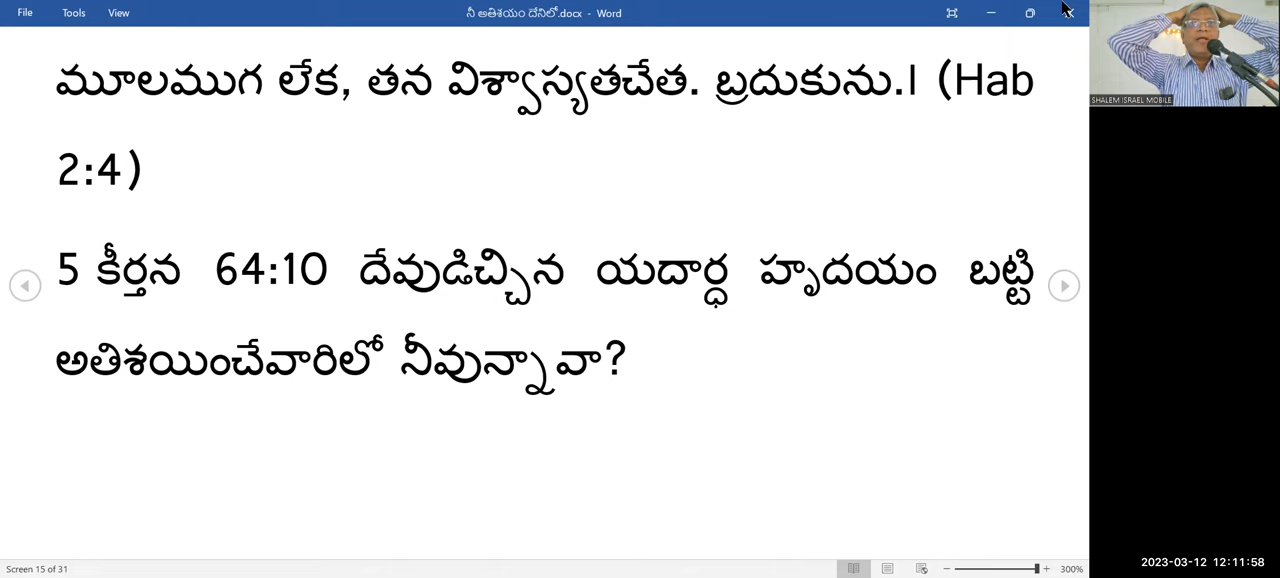 File Tools View నీ అతిశయం దేనిలో.docx - Word
మూలముగ లేక, తన విశ్వాస్యతచేత. బ్రదుకును.I (Hab
2:4)
5 కీర్తన 64:10 దేవుడిచ్చిన యదార్ధ హృదయం బట్టి
అతిశయించేవారిలో నీవున్నావా?
SHALEM ISRAEL MOBILE
2023-03-12 12:11:58
Screen 15 of 31 300%